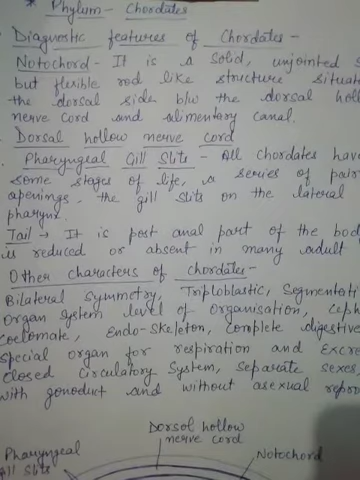 * Phylum - Chordates
Diagnostic features of Chordates -
Notochord - It is a solid, unjointed s
but flexible rod like structure situate
the dorsal side b/w the dorsal holl
nerve cord and alimentary canal.
Dorsal hollow nerve cord
Pharyngeal Gill Slits - All chordates have
some stages of life, a series of pair
openings, the gill slits on the lateral
pharynx.
Tail → It is post anal part of the bod
is reduced or absent in many adult
Other characters of chordates -
Bilateral Symmetry, Triploblastic, Segmentati
Organ system level of Organisation, Ceph
coelomate, Endo-Skeleton, complete digestive
special organ for respiration and Excre
closed circulatory system, separate sexes,
with gonoduct and without asexual repro
Dorsal hollow
nerve cord
Pharyngeal
ill slits
Notochord